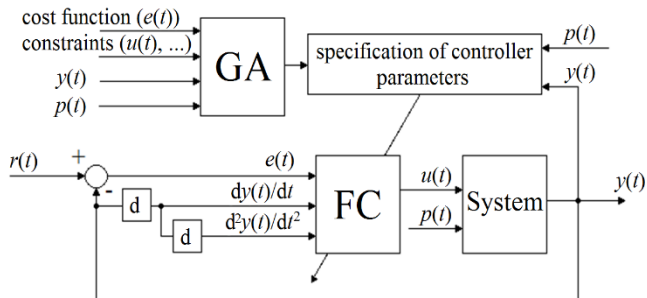 cost function (e(t))
constraints (u(t), ...)
y(t)
p(t)
GA
specification of controller
parameters
p(t)
y(t)
r(t)
+
-
e(t)
dy(t)/dt
d²y(t)/dt²
d
d
FC
u(t)
p(t)
System
y(t)